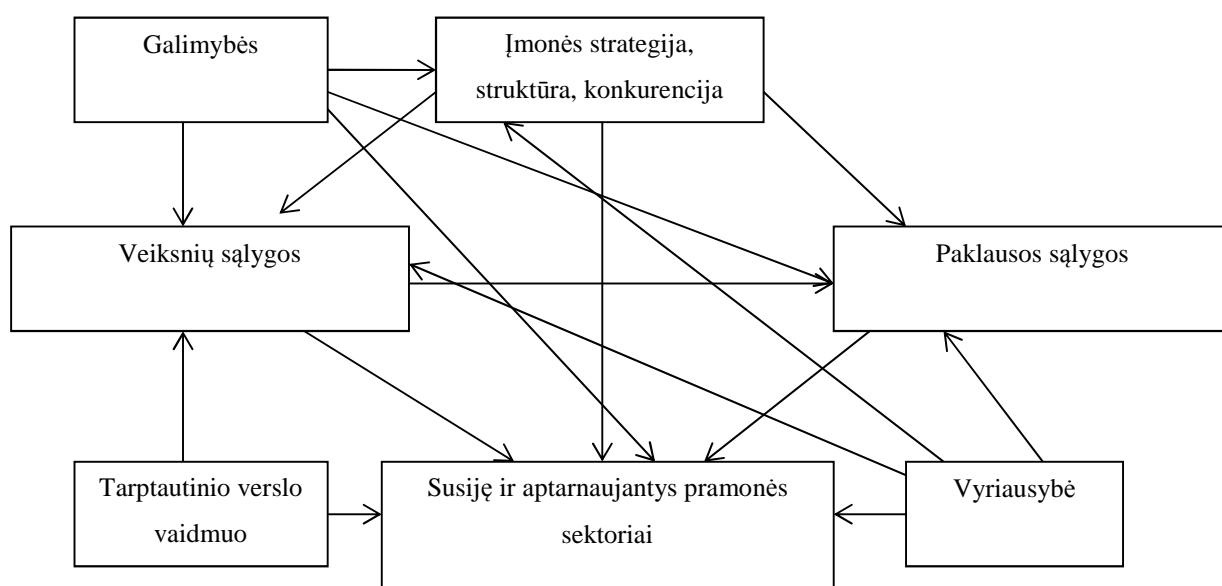 Galimybės
Įmonės strategija,
struktūra, konkurencija
Veiksnių sąlygos
Paklausos sąlygos
Tarptautinio verslo
vaidmuo
Susiję ir aptarnaujantys pramonės
sektoriai
Vyriausybė